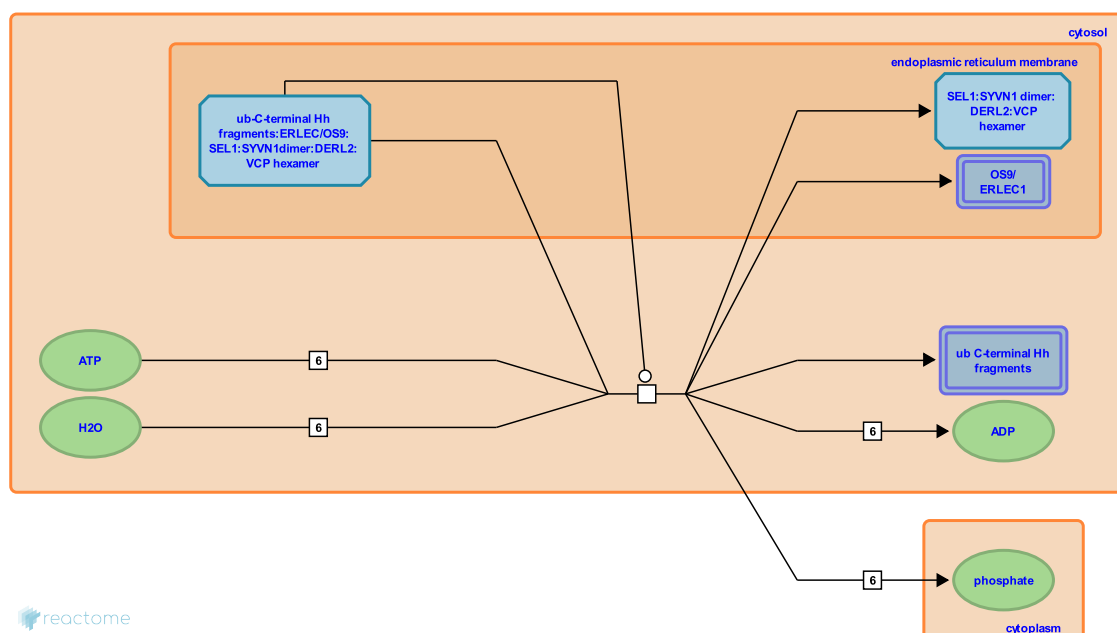 cytosol
endoplasmic reticulum membrane
ub-C-terminal Hh
fragments:ERLEC/OS9:
SEL1:SYVN1dimer:DERL2:
VCP hexamer
SEL1:SYVN1 dimer:
DERL2:VCP
hexamer
OS9/
ERLEC1
ATP
6
ub C-terminal Hh
fragments
H2O
6
6
ADP
6
phosphate
cytoplasm
reactome